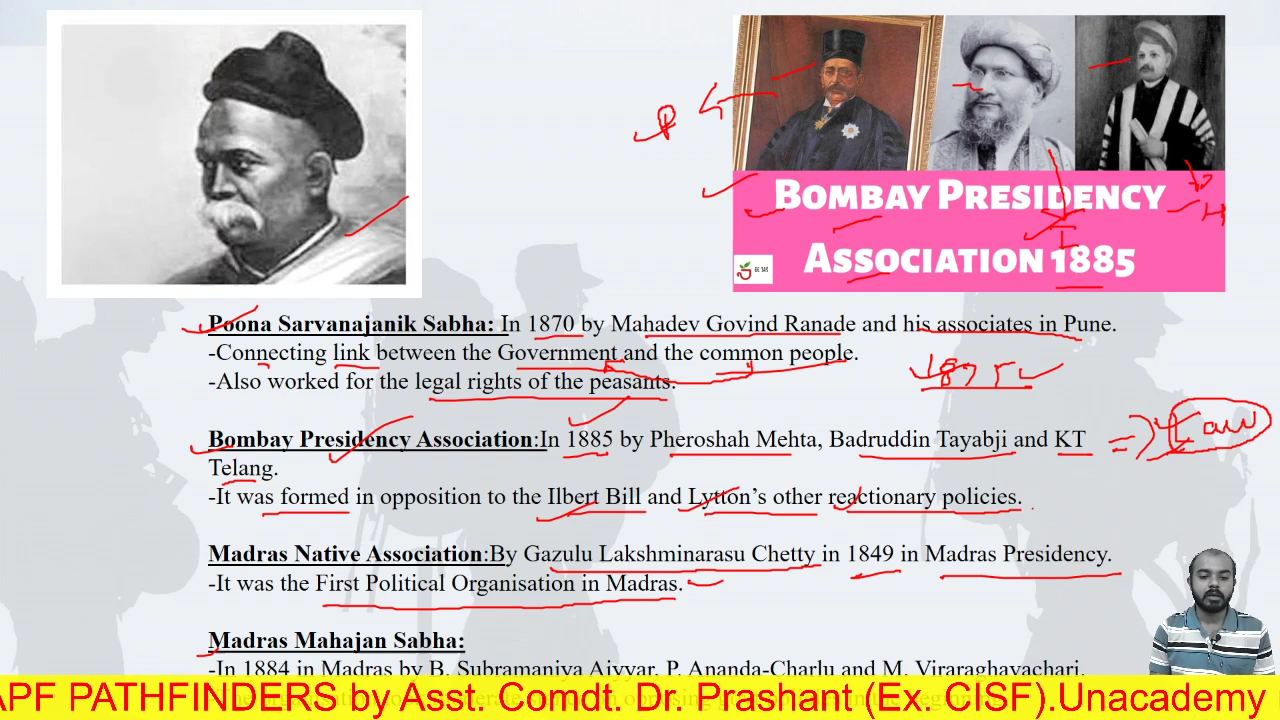 BOMBAY PRESIDENCY
ASSOCIATION 1885
Poona Sarvanajanik Sabha: In 1870 by Mahadev Govind Ranade and his associates in Pune.
-Connecting link between the Government and the common people.
-Also worked for the legal rights of the peasants.
1875
Bombay Presidency Association:In 1885 by Pheroshah Mehta, Badruddin Tayabji and KT
Telang.
Law
-It was formed in opposition to the Ilbert Bill and Lytton’s other reactionary policies.
Madras Native Association:By Gazulu Lakshminarasu Chetty in 1849 in Madras Presidency.
-It was the First Political Organisation in Madras.
Madras Mahajan Sabha:
-In 1884 in Madras by B. Subramaniya Aiyyar, P. Ananda-Charlu and M. Viraraghavachari.
APF PATHFINDERS by Asst. Comdt. Dr. Prashant (Ex CISF).Unacademy